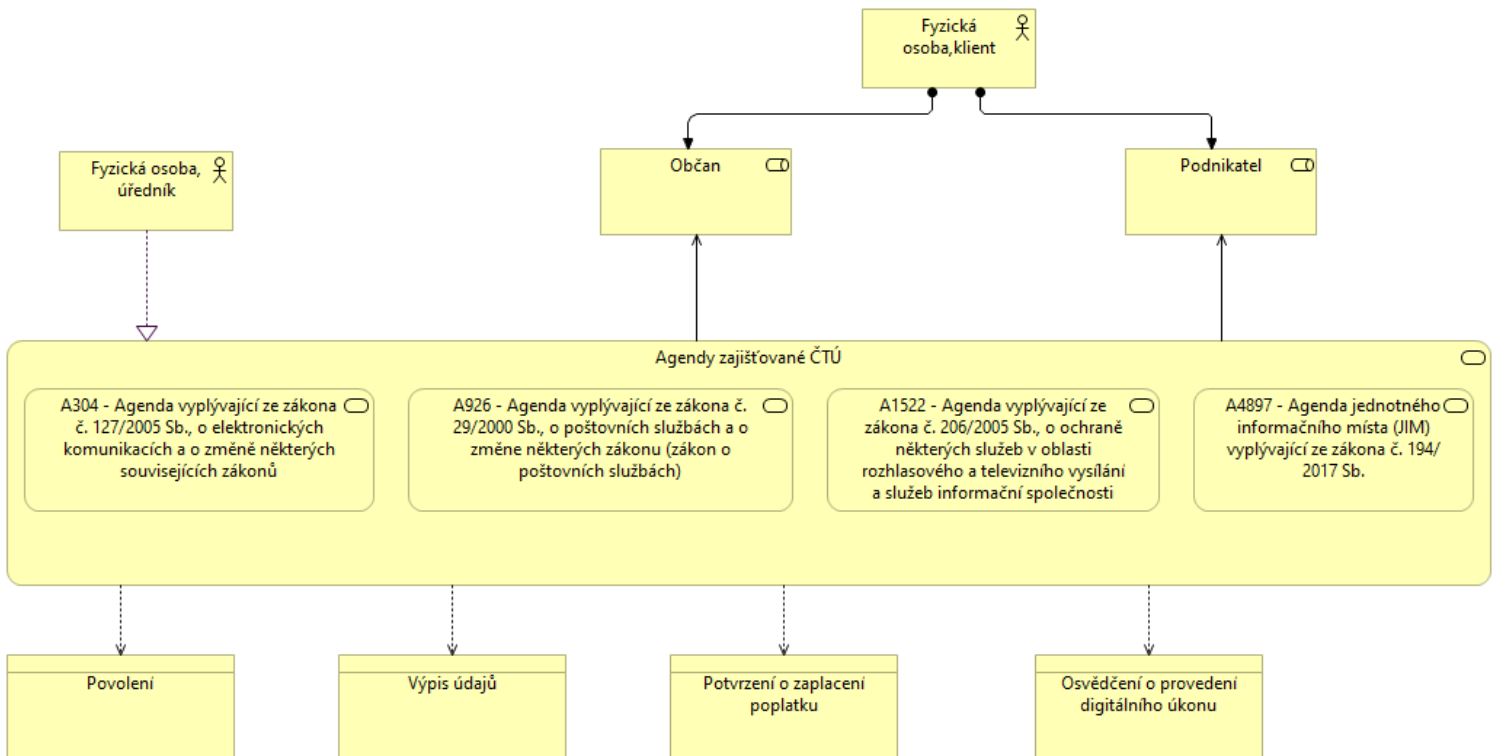 Fyzická
osoba,klient
Fyzická osoba,
úředník
Občan
Podnikatel
Agendy zajišťované ČTÚ
A304 - Agenda vyplývající ze zákona
č. 127/2005 Sb., o elektronických
komunikacích a o změně některých
souvisejících zákonů
A926 - Agenda vyplývající ze zákona č.
29/2000 Sb., o poštovních službách a o
změne některých zákonu (zákon o
poštovních službách)
A1522 - Agenda vyplývající ze
zákona č. 206/2005 Sb., o ochraně
některých služeb v oblasti
rozhlasového a televizního vysílání
a služeb informační společnosti
A4897 - Agenda jednotného
informačního místa (JIM)
vyplývající ze zákona č. 194/
2017 Sb.
Povolení
Výpis údajů
Potvrzení o zaplacení
poplatku
Osvědčení o provedení
digitálního úkonu